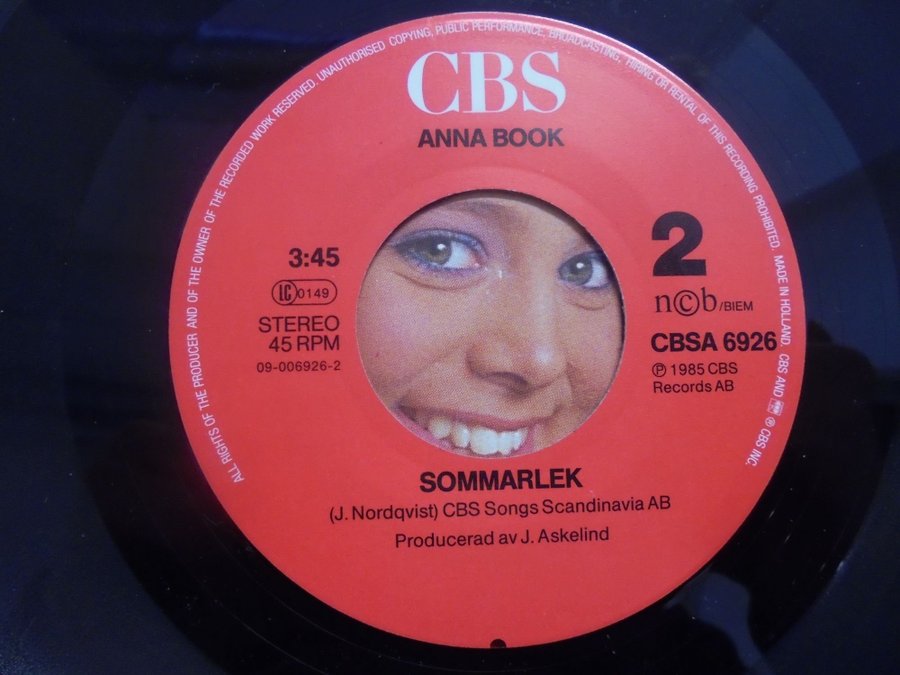 ALL RIGHTS OF THE PRODUCER AND OF THE OWNER OF THE RECORDED WORK RESERVED. UNAUTHORISED COPYING, PUBLIC PERFORMANCE, BROADCASTING, HIRING OR RENTAL OF THIS RECORDING PROHIBITED. MADE IN HOLLAND. CBS AND ℗ CBS INC.
CBS
ANNA BOOK
3:45
LC 0149
STEREO
45 RPM
09-006926-2
2
n©b/BIEM
CBSA 6926
℗ 1985 CBS
Records AB
SOMMARLEK
(J. Nordqvist) CBS Songs Scandinavia AB
Producerad av J. Askelind